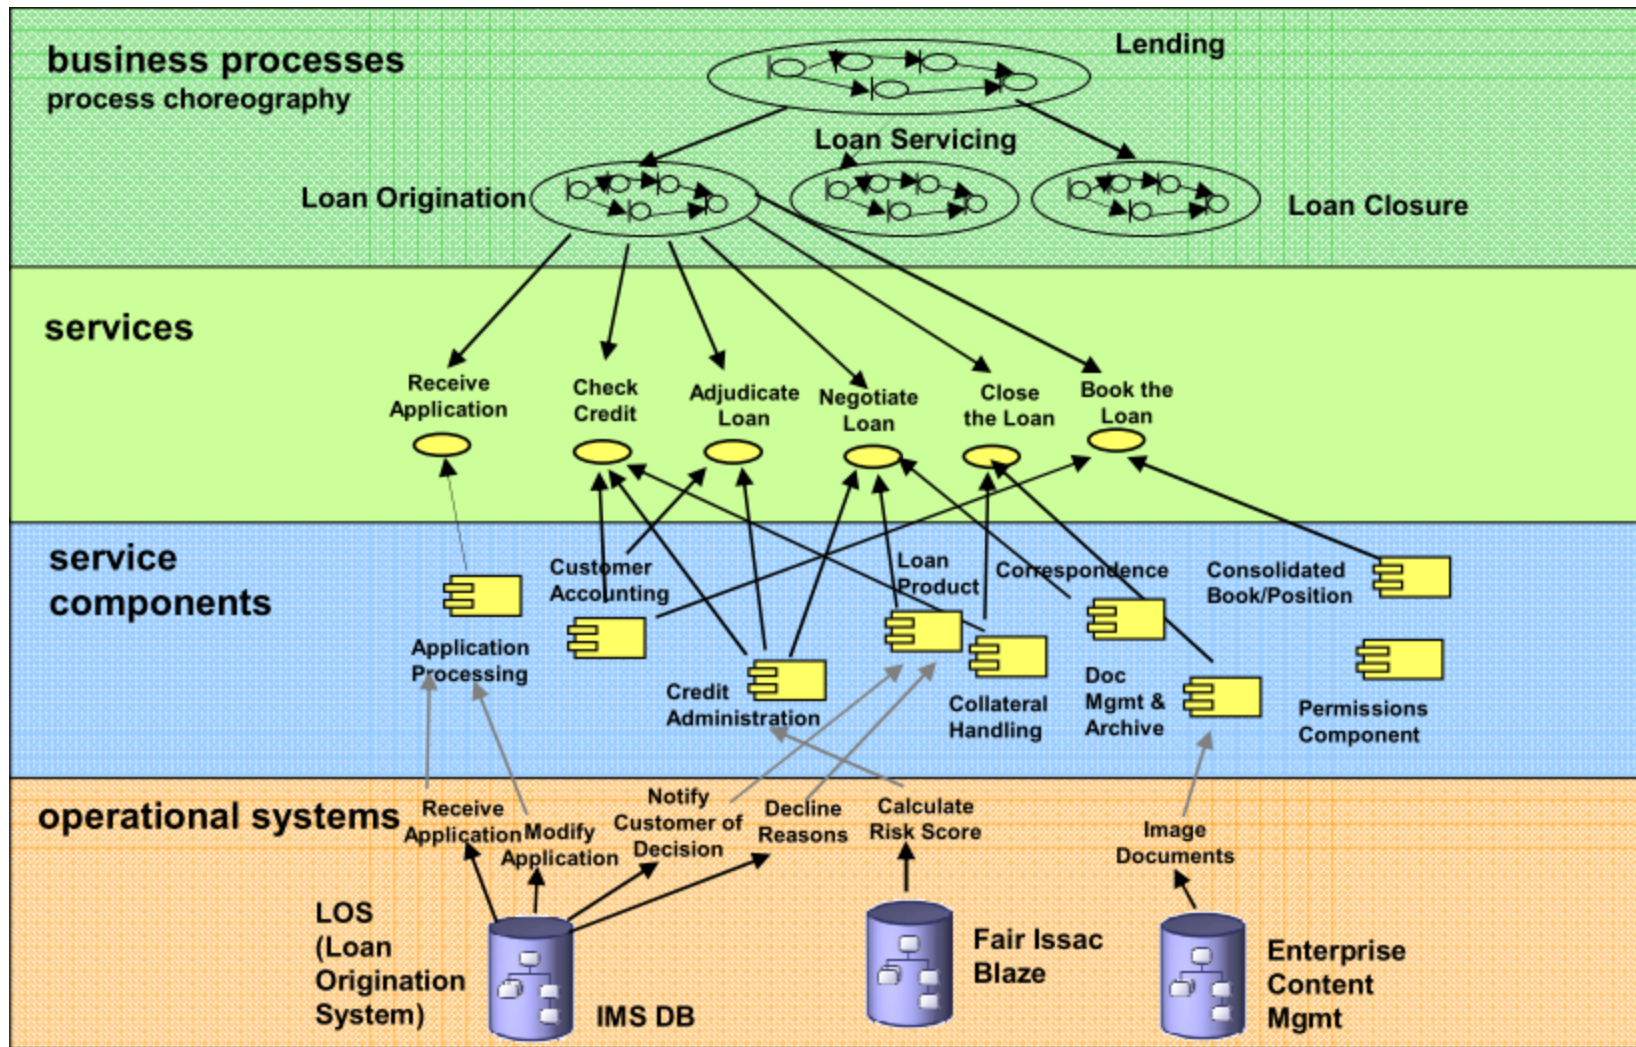 business processes
process choreography
Lending
Loan Servicing
Loan Origination
Loan Closure
services
Receive
Application
Check
Credit
Adjudicate
Loan
Negotiate
Loan
Close
the Loan
Book the
Loan
service
components
Application
Processing
Customer
Accounting
Credit
Administration
Loan
Product
Collateral
Handling
Correspondence
Doc
Mgmt &
Archive
Consolidated
Book/Position
Permissions
Component
operational systems
Receive
Application
Modify
Application
Notify
Customer of
Decision
Decline
Reasons
Calculate
Risk Score
Image
Documents
LOS
(Loan
Origination
System)
IMS DB
Fair Issac
Blaze
Enterprise
Content
Mgmt